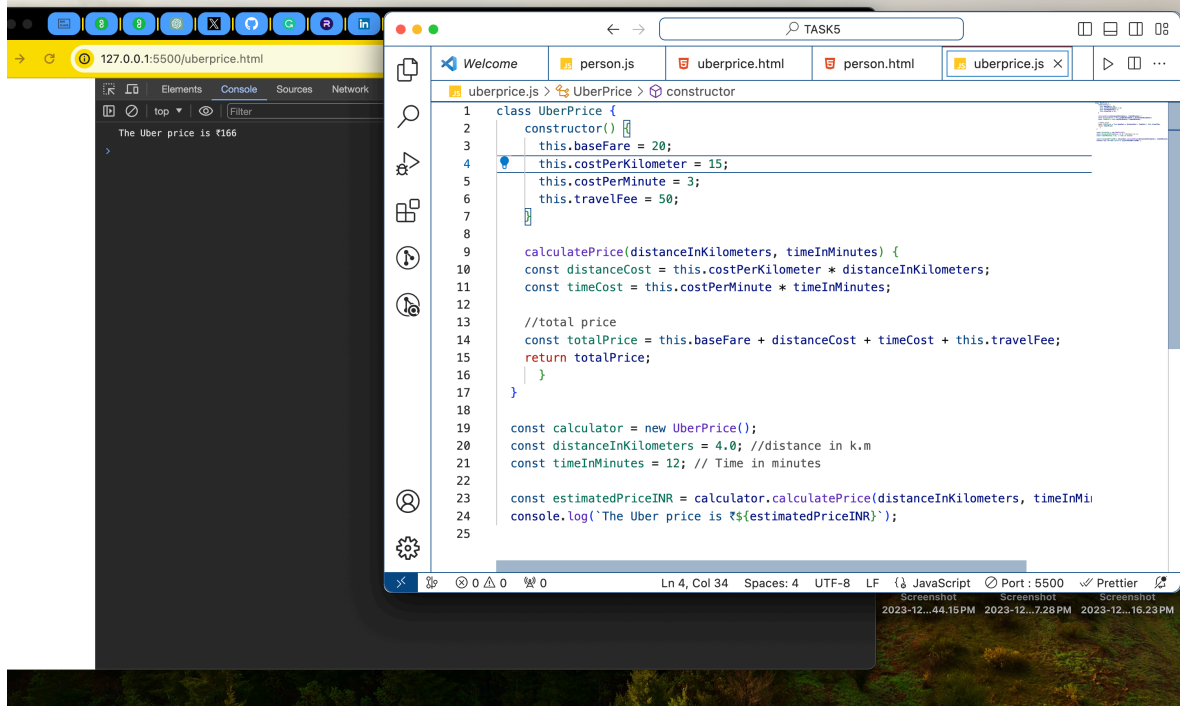 TASK5
127.0.0.1:5500/uberprice.html
Elements Console Sources Network
top Filter
The Uber price is ₹166
Welcome person.js uberprice.html person.html uberprice.js
uberprice.js > UberPrice > constructor
1 class UberPrice {
2 constructor() {
3 this.baseFare = 20;
4 this.costPerKilometer = 15;
5 this.costPerMinute = 3;
6 this.travelFee = 50;
7 }
8
9 calculatePrice(distanceInKilometers, timeInMinutes) {
10 const distanceCost = this.costPerKilometer * distanceInKilometers;
11 const timeCost = this.costPerMinute * timeInMinutes;
12
13 //total price
14 const totalPrice = this.baseFare + distanceCost + timeCost + this.travelFee;
15 return totalPrice;
16 }
17 }
18
19 const calculator = new UberPrice();
20 const distanceInKilometers = 4.0; //distance in k.m
21 const timeInMinutes = 12; // Time in minutes
22
23 const estimatedPriceINR = calculator.calculatePrice(distanceInKilometers, timeInMi
24 console.log(`The Uber price is ₹${estimatedPriceINR}`);
25
0 0 0 Ln 4, Col 34 Spaces: 4 UTF-8 LF JavaScript Port : 5500 Prettier
Screenshot Screenshot Screenshot
2023-12...44.15 PM 2023-12...7.28 PM 2023-12...16.23 PM